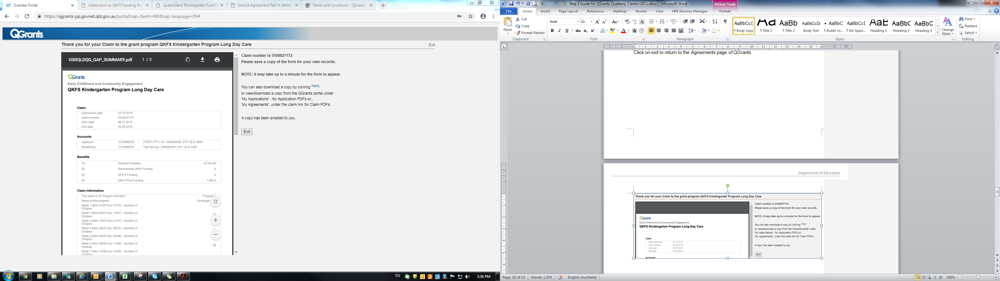 Grantee Portal
Addendum to QKFS Funding Re
Queensland Kindergarten Fundin
Service Agreement Part A standa
Terms and conditions - QGrants
https://qgrants-pp.govnet.qld.gov.au/portal?sap-client=400&sap-language=EN#
QGrants
Thank you for your Claim to the grant program QKFS Kindergarten Program Long Day Care
Exit
OSRQLDQG_GAP_SUMMARY.pdf 1 / 2
QGrants
Early Childhood and Community Engagement
QKFS Kindergarten Program Long Day Care
Claim
Submission date 23.10.2018
Claim number 5100027172
Start date 06.07.2018
End date 30.09.2018
Accounts
Applicant 1010286578 2TEST PTY LTD / BRISBANE CITY QLD 4000
Beneficiary 1010286579 Test Service / BRISBANE CITY QLD 4000
Benefits
10 Standard Subsidy 12,744.88
20 Remoteness ARIA Funding 0
30 SEIFA Funding 0
40 QKFS Plus Funding 1,924.5
Claim Information
This claim is for Program Number? Program
Name of this program
Week 1 (Mon 01/07-Sun 07/07) - Number of
Children
Week 2 (Mon 08/07-Sun 14/07) - Number of
Children
Week 3 (Mon 15/07-Sun 21/07) - Number of
Children
Week 4 (Mon 22/07-Sun 28/07) - Number of
Children
Week 5 (Mon 29/07-Sun 04/08) - Number of
Children
Week 6 (Mon 05/08-Sun 11/08) - Number of
Children 29
Week 7 (Mon 12/08-Sun 18/08) - Number of
Children
Claim number is 5100027172
Please save a copy of the form for your own records.
NOTE: It may take up to a minute for the form to appear.
You can also download a copy by clicking here;
or view/download a copy from the QGrants portal under
'My Applications' - for Application PDFs or;.
'My Agreements', under the claim link for Claim PDFs.
A copy has been emailed to you.
Exit
EN
3:36 PM
Step 3 Guide for QGrants Quarterly Claims LDCs.docx - Microsoft Word
Picture Tools
File Home Insert Page Layout References Mailings Review View HPE Records Manager Format
Paste
Cut
Copy
Format Painter
Clipboard
Arial 11
Font
Paragraph
AaBbCcI AaBb AaBbCcDc AaBbC AaBbCcI AaB AaBbC AaBbC
¶ Body copy ¶ Title 1 ¶ Title 2 Body Text ¶ Bullet co... ¶ No Spaci... Heading 1 Heading 2 Heading 3
Styles
Change
Styles
Find
Replace
Select
Editing
Click on exit to return to the Agreements page of QGrants.
Department of Education
Thank you for your Claim to the grant program QKFS Kindergarten Program Long Day Care
QGrants
Early Childhood and Community Engagement
QKFS Kindergarten Program Long Day Care
Claim
Submission date 23.10.2018
Claim number 5100027172
Start date 06.07.2018
End date 30.09.2018
Accounts
Claim number is 5100027172
Please save a copy of the form for your own records.
NOTE: It may take up to a minute for the form to appear.
You can also download a copy by clicking here;
or view/download a copy from the QGrants portal under
'My Applications' - for Application PDFs or;.
'My Agreements', under the claim link for Claim PDFs.
A copy has been emailed to you.
Exit
Page: 10 of 13 Words: 1,374 English (Australia) 100%